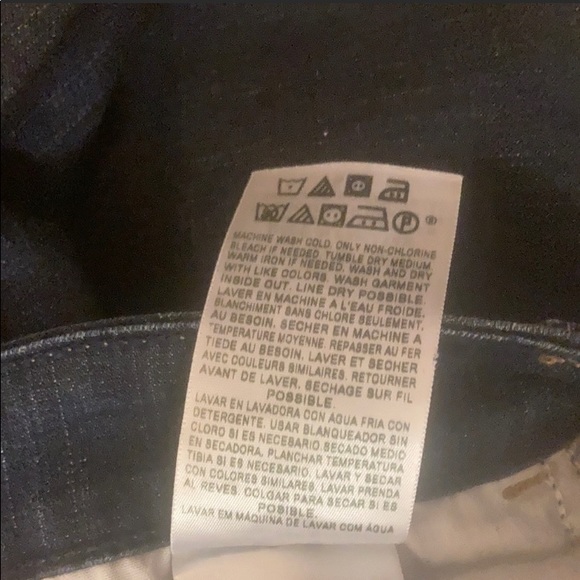 MACHINE WASH COLD. ONLY NON-CHLORINE
BLEACH IF NEEDED. TUMBLE DRY MEDIUM.
WARM IRON IF NEEDED. WASH AND DRY
WITH LIKE COLORS. WASH GARMENT
INSIDE OUT. LINE DRY POSSIBLE.
LAVER EN MACHINE A L'EAU FROIDE.
BLANCHIMENT SANS CHLORE SEULEMENT,
AU BESOIN. SECHER EN MACHINE A
TEMPERATURE MOYENNE. REPASSER AU FER
TIEDE AU BESOIN. LAVER ET SECHER
AVEC COULEURS SIMILAIRES. RETOURNER
AVANT DE LAVER. SECHAGE SUR FIL
POSSIBLE.
LAVAR EN LAVADORA CON AGUA FRIA CON
DETERGENTE. USAR BLANQUEADOR SIN
CLORO SI ES NECESARIO. SECADO MEDIO
EN SECADORA. PLANCHAR TEMPERATURA
TIBIA SI ES NECESARIO. LAVAR Y SECAR
CON COLORES SIMILARES. LAVAR PRENDA
AL REVES. COLGAR PARA SECAR SI ES
POSIBLE.
LAVAR EM MÁQUINA DE LAVAR COM ÁGUA